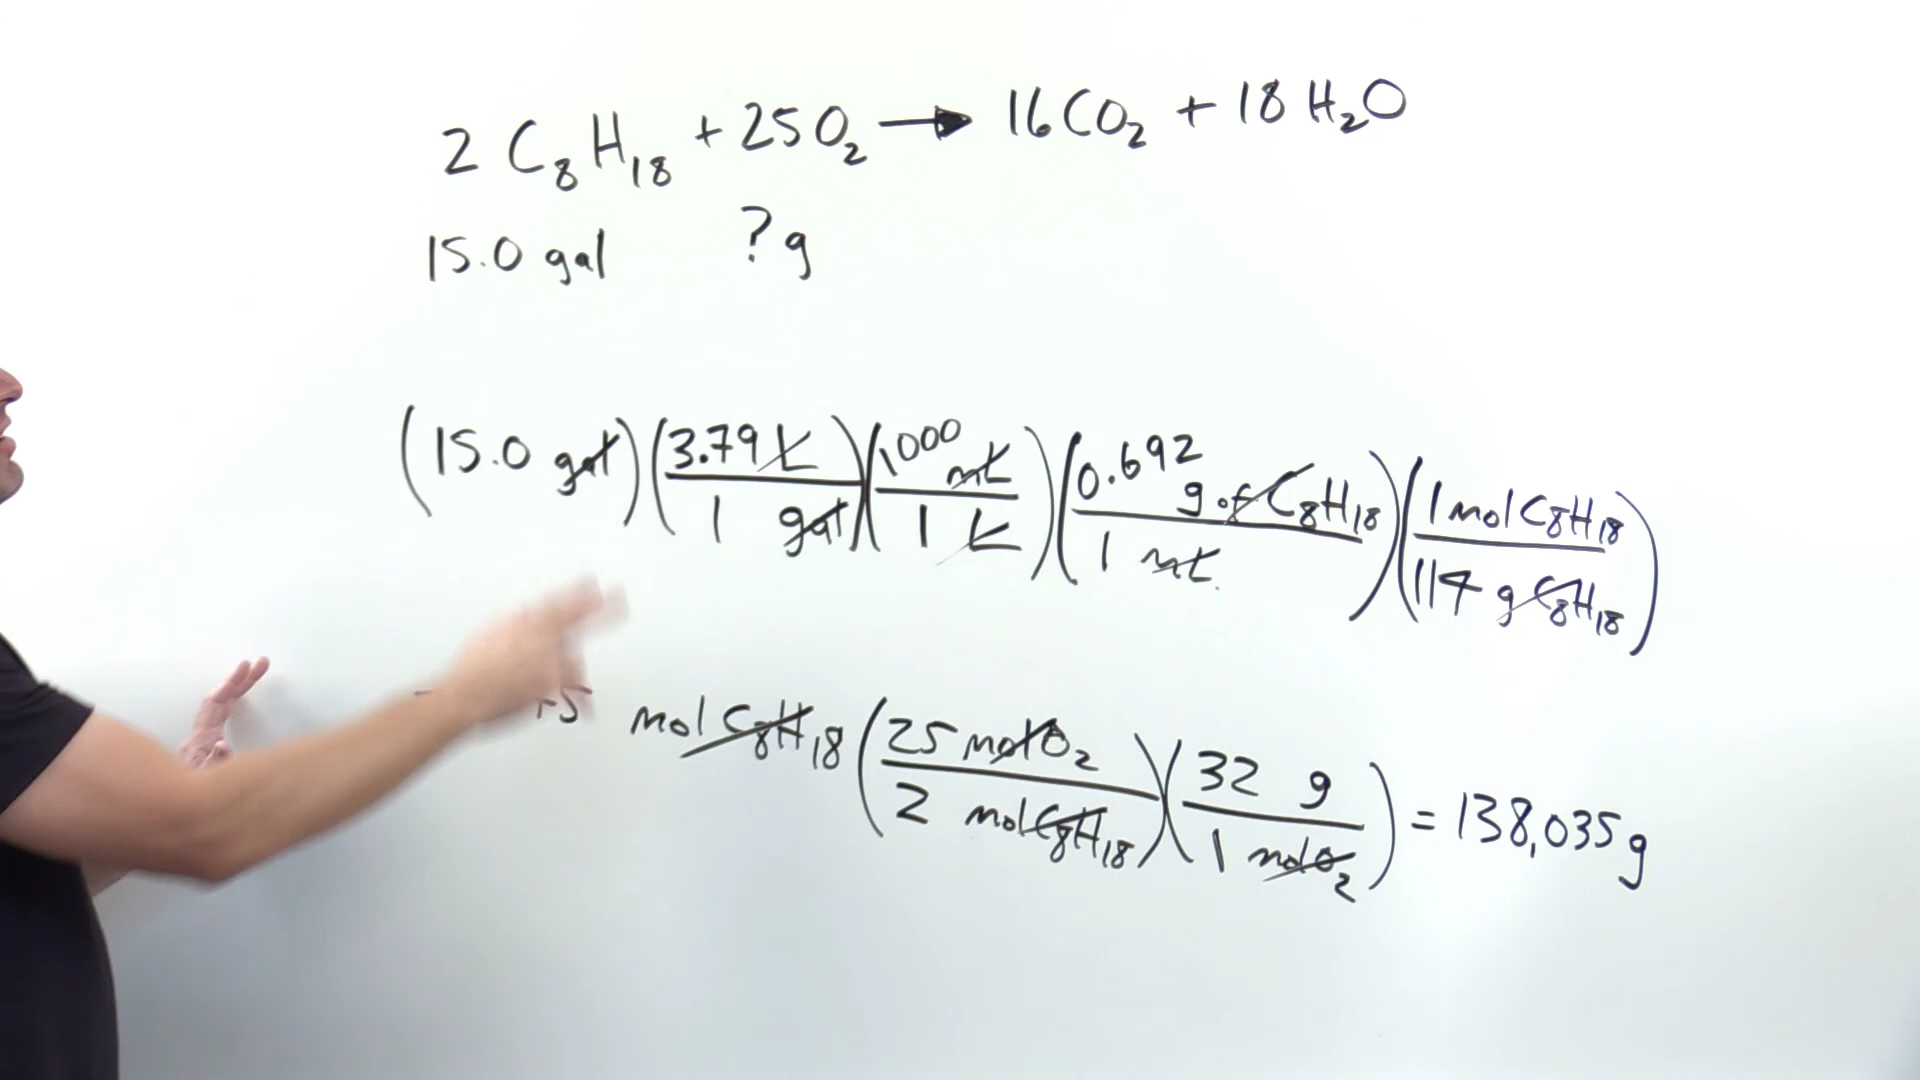 2 C₈H₁₈ + 25 O₂ → 16 CO₂ + 18 H₂O
15.0 gal ? g
(15.0 gal)(3.79 L / 1 gal)(1000 mL / 1 L)(0.692 g of C₈H₁₈ / 1 mL)(1 mol C₈H₁₈ / 114 g C₈H₁₈)
mol C₈H₁₈ (25 mol O₂ / 2 mol C₈H₁₈)(32 g / 1 mol O₂) = 138,035 g